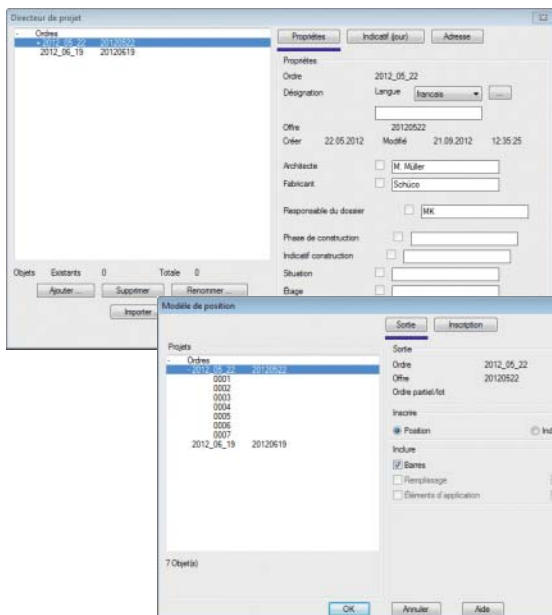 Directeur de projet
- Ordres
+ 2012_05_22 20120522
2012_06_19 20120619
Objets Existants 0 Totale 0
Ajouter ... Supprimer Renommer ...
Importer
Propriétes Indicatif (jour) Adresse
Propriétes
Ordre 2012_05_22
Désignation Langue francais ...
Offre 20120522
Créer 22.05.2012 Modifié 21.09.2012 12:35:25
Architecte M. Müller
Fabricant Schüco
Responsable du dossier MK
Phase de construction
Indicatif construction
Situation
Étage
Modèle de position
Projets
- Ordres
- 2012_05_22 20120522
0001
0002
0003
0004
0005
0006
0007
2012_06_19 20120619
7 Objet(s)
Sortie Inscription
Sortie
Ordre 2012_05_22
Offre 20120522
Ordre partiel/lot
Inscrire
Position Ind
Inclure
Barres
Remplissage
Éléments d'application
OK Annuler Aide